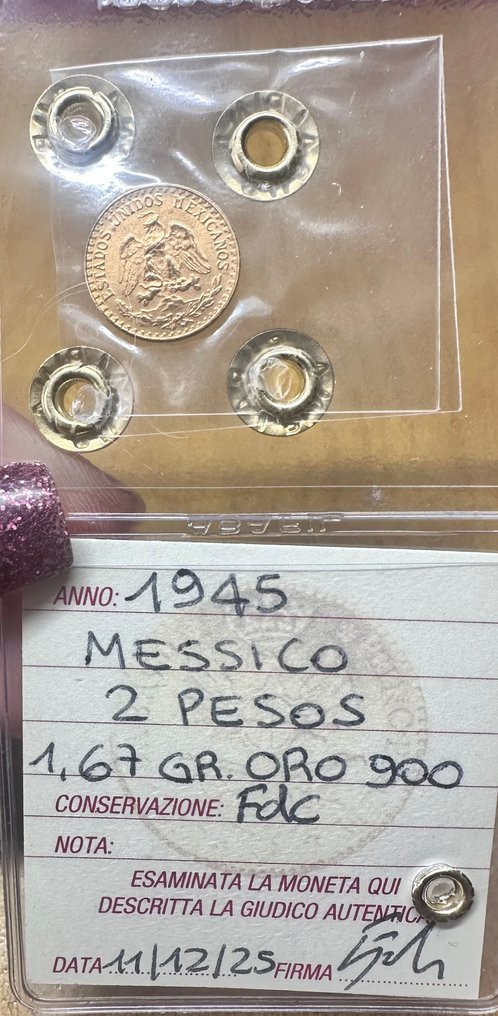 ESTADOS UNIDOS MEXICANOS
ANNO: 1945
MESSICO
2 PESOS
1,67 GR. ORO 900
CONSERVAZIONE: FdC
NOTA:
ESAMINATA LA MONETA QUI
DESCRITTA LA GIUDICO AUTENTICA
DATA 11/12/25 FIRMA